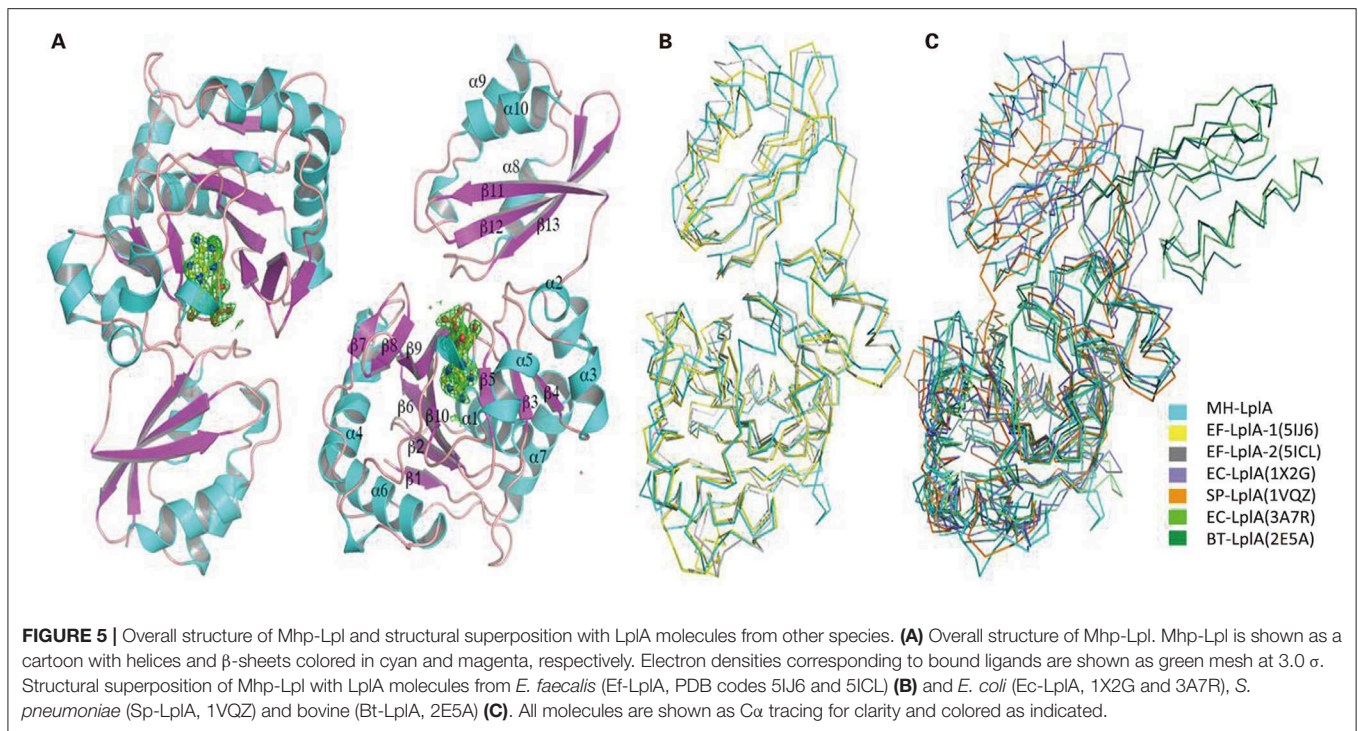 A
B
C
α9
α10
α8
β11
β12
β13
α2
β7
β8
β9
β5
α5
α3
β3
β4
β6
β10
α1
α4
β2
α7
β1
α6
MH-LplA
EF-LplA-1(5IJ6)
EF-LplA-2(5ICL)
EC-LplA(1X2G)
SP-LplA(1VQZ)
EC-LplA(3A7R)
BT-LplA(2E5A)
FIGURE 5 | Overall structure of Mhp-Lpl and structural superposition with LplA molecules from other species. (A) Overall structure of Mhp-Lpl. Mhp-Lpl is shown as a
cartoon with helices and β-sheets colored in cyan and magenta, respectively. Electron densities corresponding to bound ligands are shown as green mesh at 3.0 σ.
Structural superposition of Mhp-Lpl with LplA molecules from E. faecalis (Ef-LplA, PDB codes 5IJ6 and 5ICL) (B) and E. coli (Ec-LplA, 1X2G and 3A7R), S.
pneumoniae (Sp-LplA, 1VQZ) and bovine (Bt-LplA, 2E5A) (C). All molecules are shown as Cα tracing for clarity and colored as indicated.